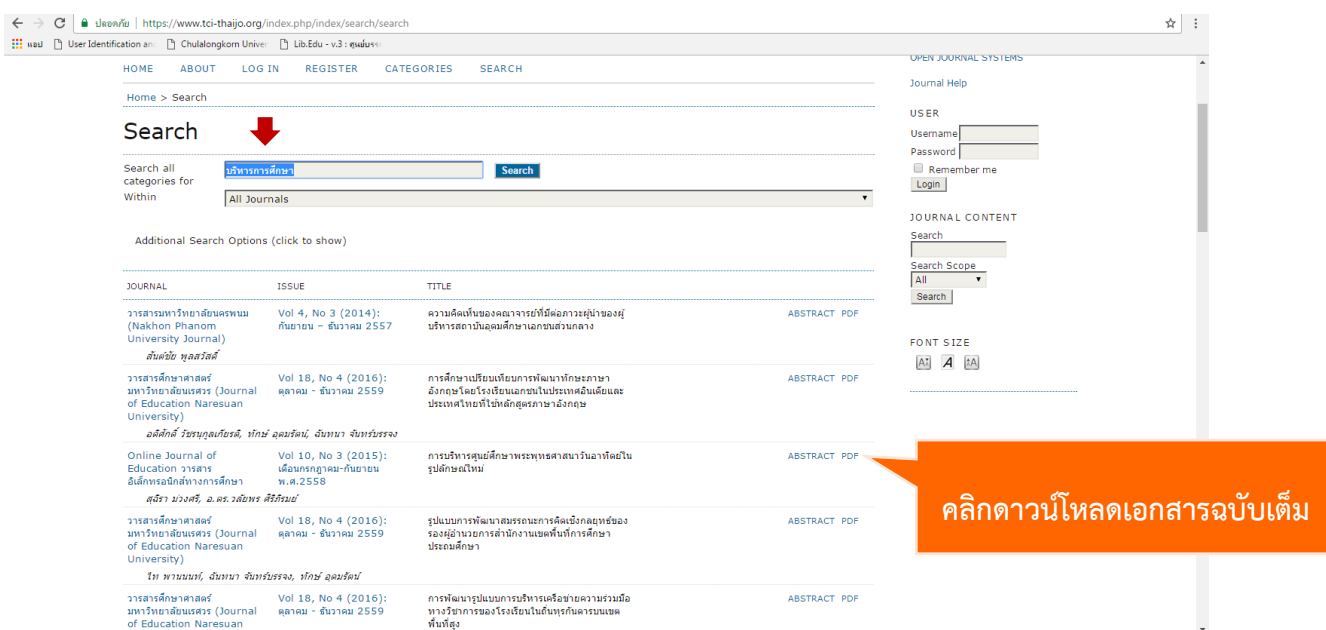 ปลอดภัย | https://www.tci-thaijo.org/index.php/index/search/search
แอป User Identification an Chulalongkorn Univer Lib.Edu - v.3 : ศูนย์บรร
HOME ABOUT LOG IN REGISTER CATEGORIES SEARCH
Home > Search
Search
Search all categories for
บริหารการศึกษา
Search
Within
All Journals
Additional Search Options (click to show)
JOURNAL ISSUE TITLE
วารสารมหาวิทยาลัยนครพนม Vol 4, No 3 (2014): ความคิดเห็นของคณาจารย์ที่มีต่อภาวะผู้นำของผู้ ABSTRACT PDF
(Nakhon Phanom กันยายน – ธันวาคม 2557 บริหารสถาบันอุดมศึกษาเอกชนส่วนกลาง
University Journal)
สันต์ชัย พูลสวัสดิ์
วารสารศึกษาศาสตร์ Vol 18, No 4 (2016): การศึกษาเปรียบเทียบการพัฒนาทักษะภาษา ABSTRACT PDF
มหาวิทยาลัยนเรศวร (Journal ตุลาคม - ธันวาคม 2559 อังกฤษโดยโรงเรียนเอกชนในประเทศอินเดียและ
of Education Naresuan ประเทศไทยที่ใช้หลักสูตรภาษาอังกฤษ
University)
อดิศักดิ์ วัชรนุกูลเกียรติ, ทักษ์ อุดมรัตน์, ฉันทนา จันทร์บรรจง
Online Journal of Vol 10, No 3 (2015): การบริหารศูนย์ศึกษาพระพุทธศาสนาวันอาทิตย์ใน ABSTRACT PDF
Education วารสาร เดือนกรกฎาคม-กันยายน รูปลักษณ์ใหม่
อิเล็กทรอนิกส์ทางการศึกษา พ.ศ.2558
สุฉิรา ม่วงศรี, อ.ดร.วลัยพร ศิริภิรมย์
วารสารศึกษาศาสตร์ Vol 18, No 4 (2016): รูปแบบการพัฒนาสมรรถนะการคิดเชิงกลยุทธ์ของ ABSTRACT PDF
มหาวิทยาลัยนเรศวร (Journal ตุลาคม - ธันวาคม 2559 รองผู้อำนวยการสำนักงานเขตพื้นที่การศึกษา
of Education Naresuan ประถมศึกษา
University)
ไท พานนนท์, ฉันทนา จันทร์บรรจง, ทักษ์ อุดมรัตน์
วารสารศึกษาศาสตร์ Vol 18, No 4 (2016): การพัฒนารูปแบบการบริหารเครือข่ายความร่วมมือ ABSTRACT PDF
มหาวิทยาลัยนเรศวร (Journal ตุลาคม - ธันวาคม 2559 ทางวิชาการของโรงเรียนในถิ่นทุรกันดารบนเขต
of Education Naresuan พื้นที่สูง
OPEN JOURNAL SYSTEMS
Journal Help
USER
Username
Password
Remember me
Login
JOURNAL CONTENT
Search
Search Scope
All
Search
FONT SIZE
A A A
คลิกดาวน์โหลดเอกสารฉบับเต็ม